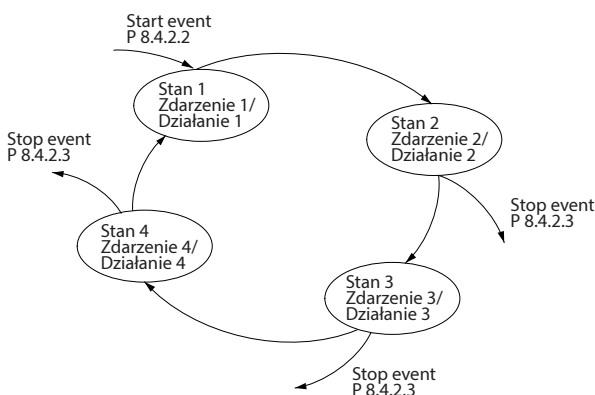 Start event
P 8.4.2.2
Stan 1
Zdarzenie 1/
Działanie 1
Stan 2
Zdarzenie 2/
Działanie 2
Stop event
P 8.4.2.3
Stop event
P 8.4.2.3
Stan 4
Zdarzenie 4/
Działanie 4
Stan 3
Zdarzenie 3/
Działanie 3
Stop event
P 8.4.2.3